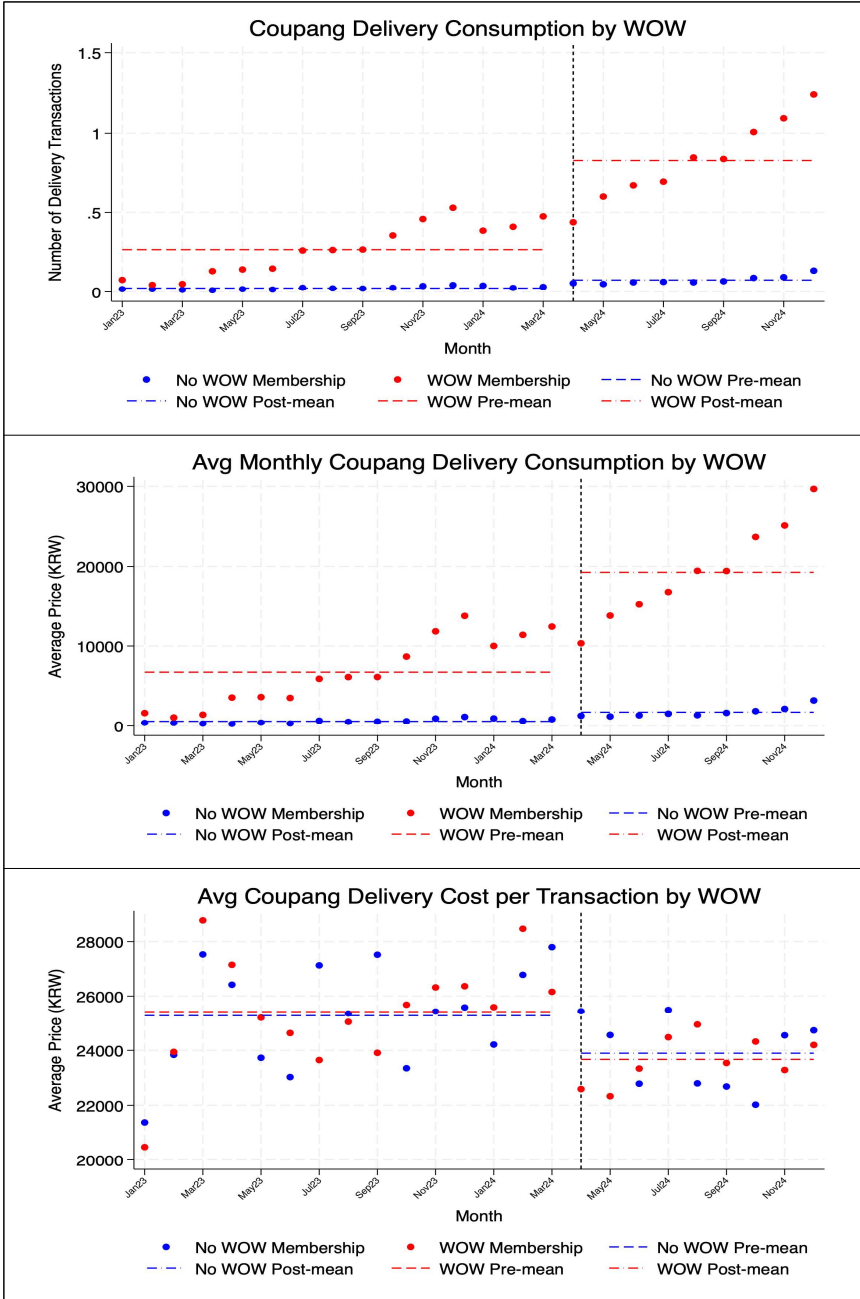 Coupang Delivery Consumption by WOW
Number of Delivery Transactions
1.5
1
.5
0
Jan23 Mar23 May23 Jul23 Sep23 Nov23 Jan24 Mar24 May24 Jul24 Sep24 Nov24
Month
No WOW Membership WOW Membership No WOW Pre-mean
No WOW Post-mean WOW Pre-mean WOW Post-mean
Avg Monthly Coupang Delivery Consumption by WOW
Average Price (KRW)
30000
20000
10000
0
Jan23 Mar23 May23 Jul23 Sep23 Nov23 Jan24 Mar24 May24 Jul24 Sep24 Nov24
Month
No WOW Membership WOW Membership No WOW Pre-mean
No WOW Post-mean WOW Pre-mean WOW Post-mean
Avg Coupang Delivery Cost per Transaction by WOW
Average Price (KRW)
28000
26000
24000
22000
20000
Jan23 Mar23 May23 Jul23 Sep23 Nov23 Jan24 Mar24 May24 Jul24 Sep24 Nov24
Month
No WOW Membership WOW Membership No WOW Pre-mean
No WOW Post-mean WOW Pre-mean WOW Post-mean